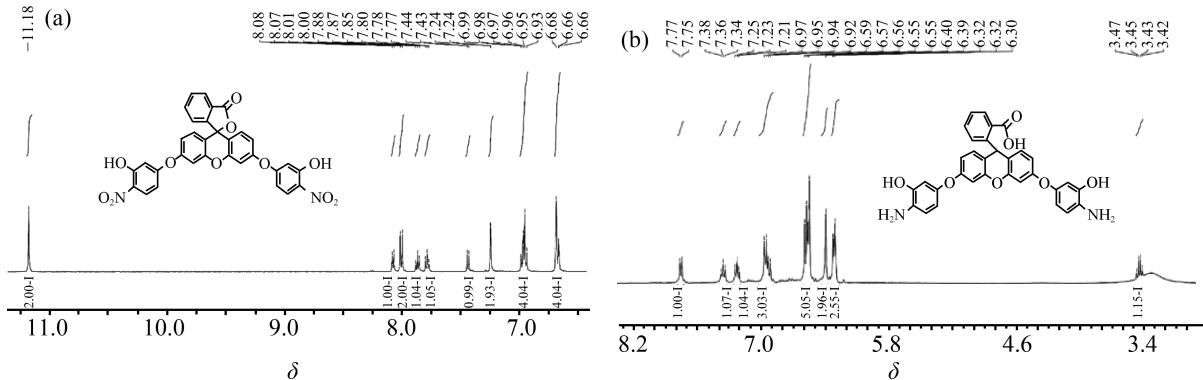 (a)
−11.18
8.08
8.07
8.01
8.00
7.88
7.87
7.85
7.80
7.78
7.77
7.44
7.43
7.24
7.24
6.99
6.98
6.97
6.96
6.95
6.93
6.68
6.66
6.66
O
O
HO
O
O
O
OH
NO₂
NO₂
2.00-I
1.00-I
2.00-I
1.04-I
1.05-I
0.99-I
1.93-I
4.04-I
4.04-I
11.0
10.0
9.0
8.0
7.0
δ
(b)
7.77
7.75
7.38
7.36
7.34
7.25
7.23
7.21
6.97
6.95
6.94
6.92
6.59
6.57
6.56
6.55
6.55
6.40
6.39
6.32
6.32
6.30
3.47
3.45
3.43
3.42
O
OH
HO
O
O
O
OH
H₂N
NH₂
1.00-I
1.07-I
1.04-I
3.03-I
5.05-I
1.96-I
2.55-I
1.15-I
8.2
7.0
5.8
4.6
3.4
δ